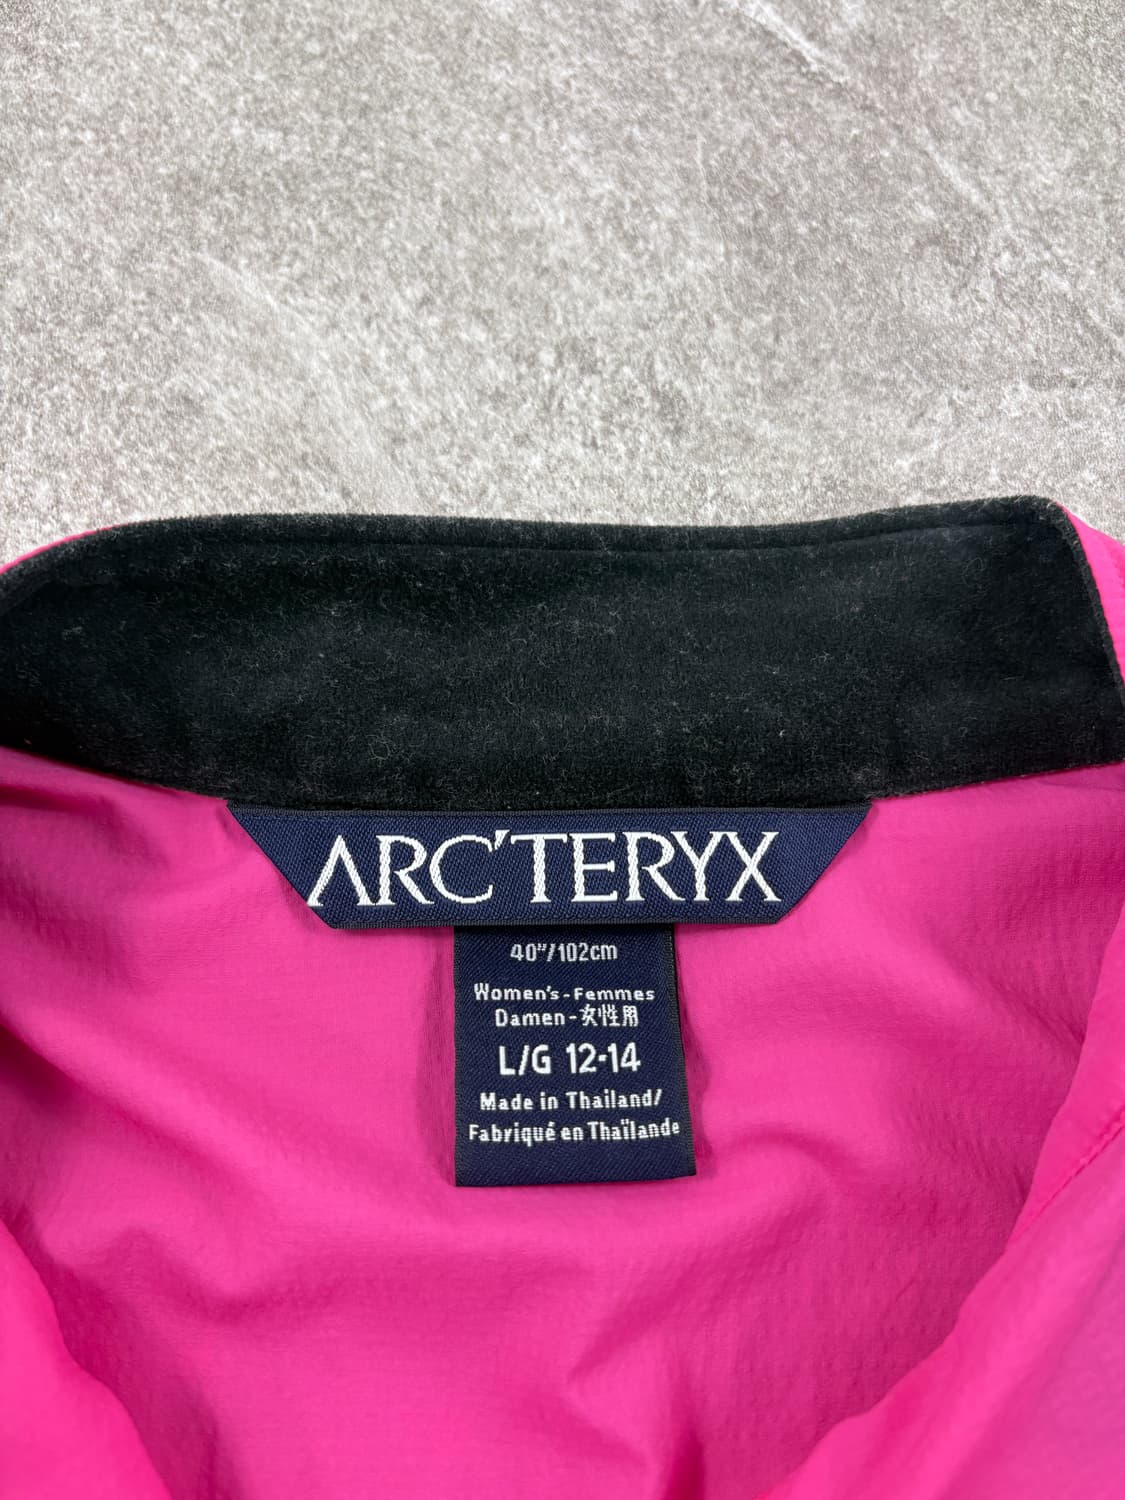 ARC'TERYX
40"/102cm
Women's-Femmes
Damen-女性用
L/G 12-14
Made in Thailand/
Fabriqué en Thaïlande